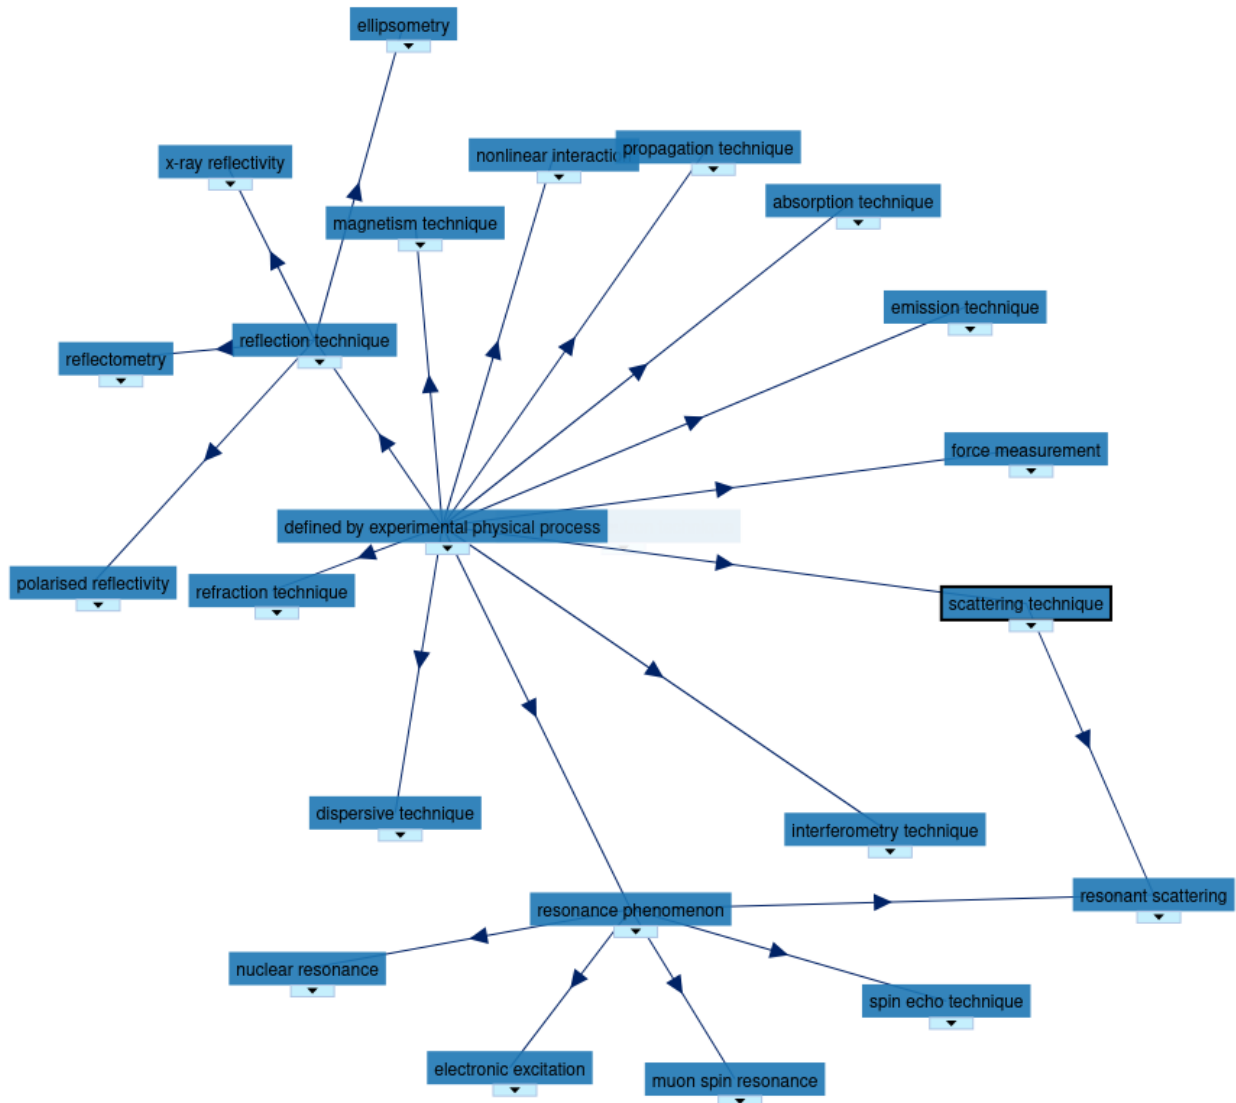 ellipsometry
x-ray reflectivity
nonlinear interactio
propagation technique
absorption technique
magnetism technique
emission technique
reflection technique
reflectometry
force measurement
defined by experimental physical process
polarised reflectivity
refraction technique
scattering technique
dispersive technique
interferometry technique
resonance phenomenon
resonant scattering
nuclear resonance
spin echo technique
electronic excitation
muon spin resonance